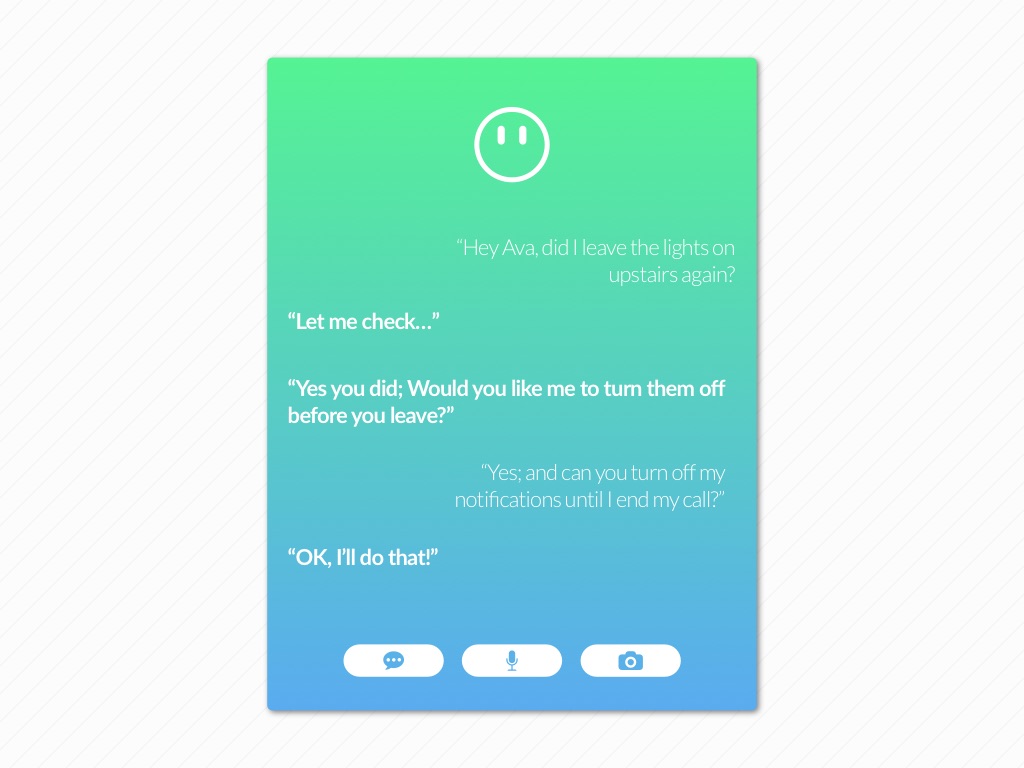 “Hey Ava, did I leave the lights on
upstairs again?
“Let me check...”
“Yes you did; Would you like me to turn them off
before you leave?”
“Yes; and can you turn off my
notifications until I end my call?”
“OK, I’ll do that!”